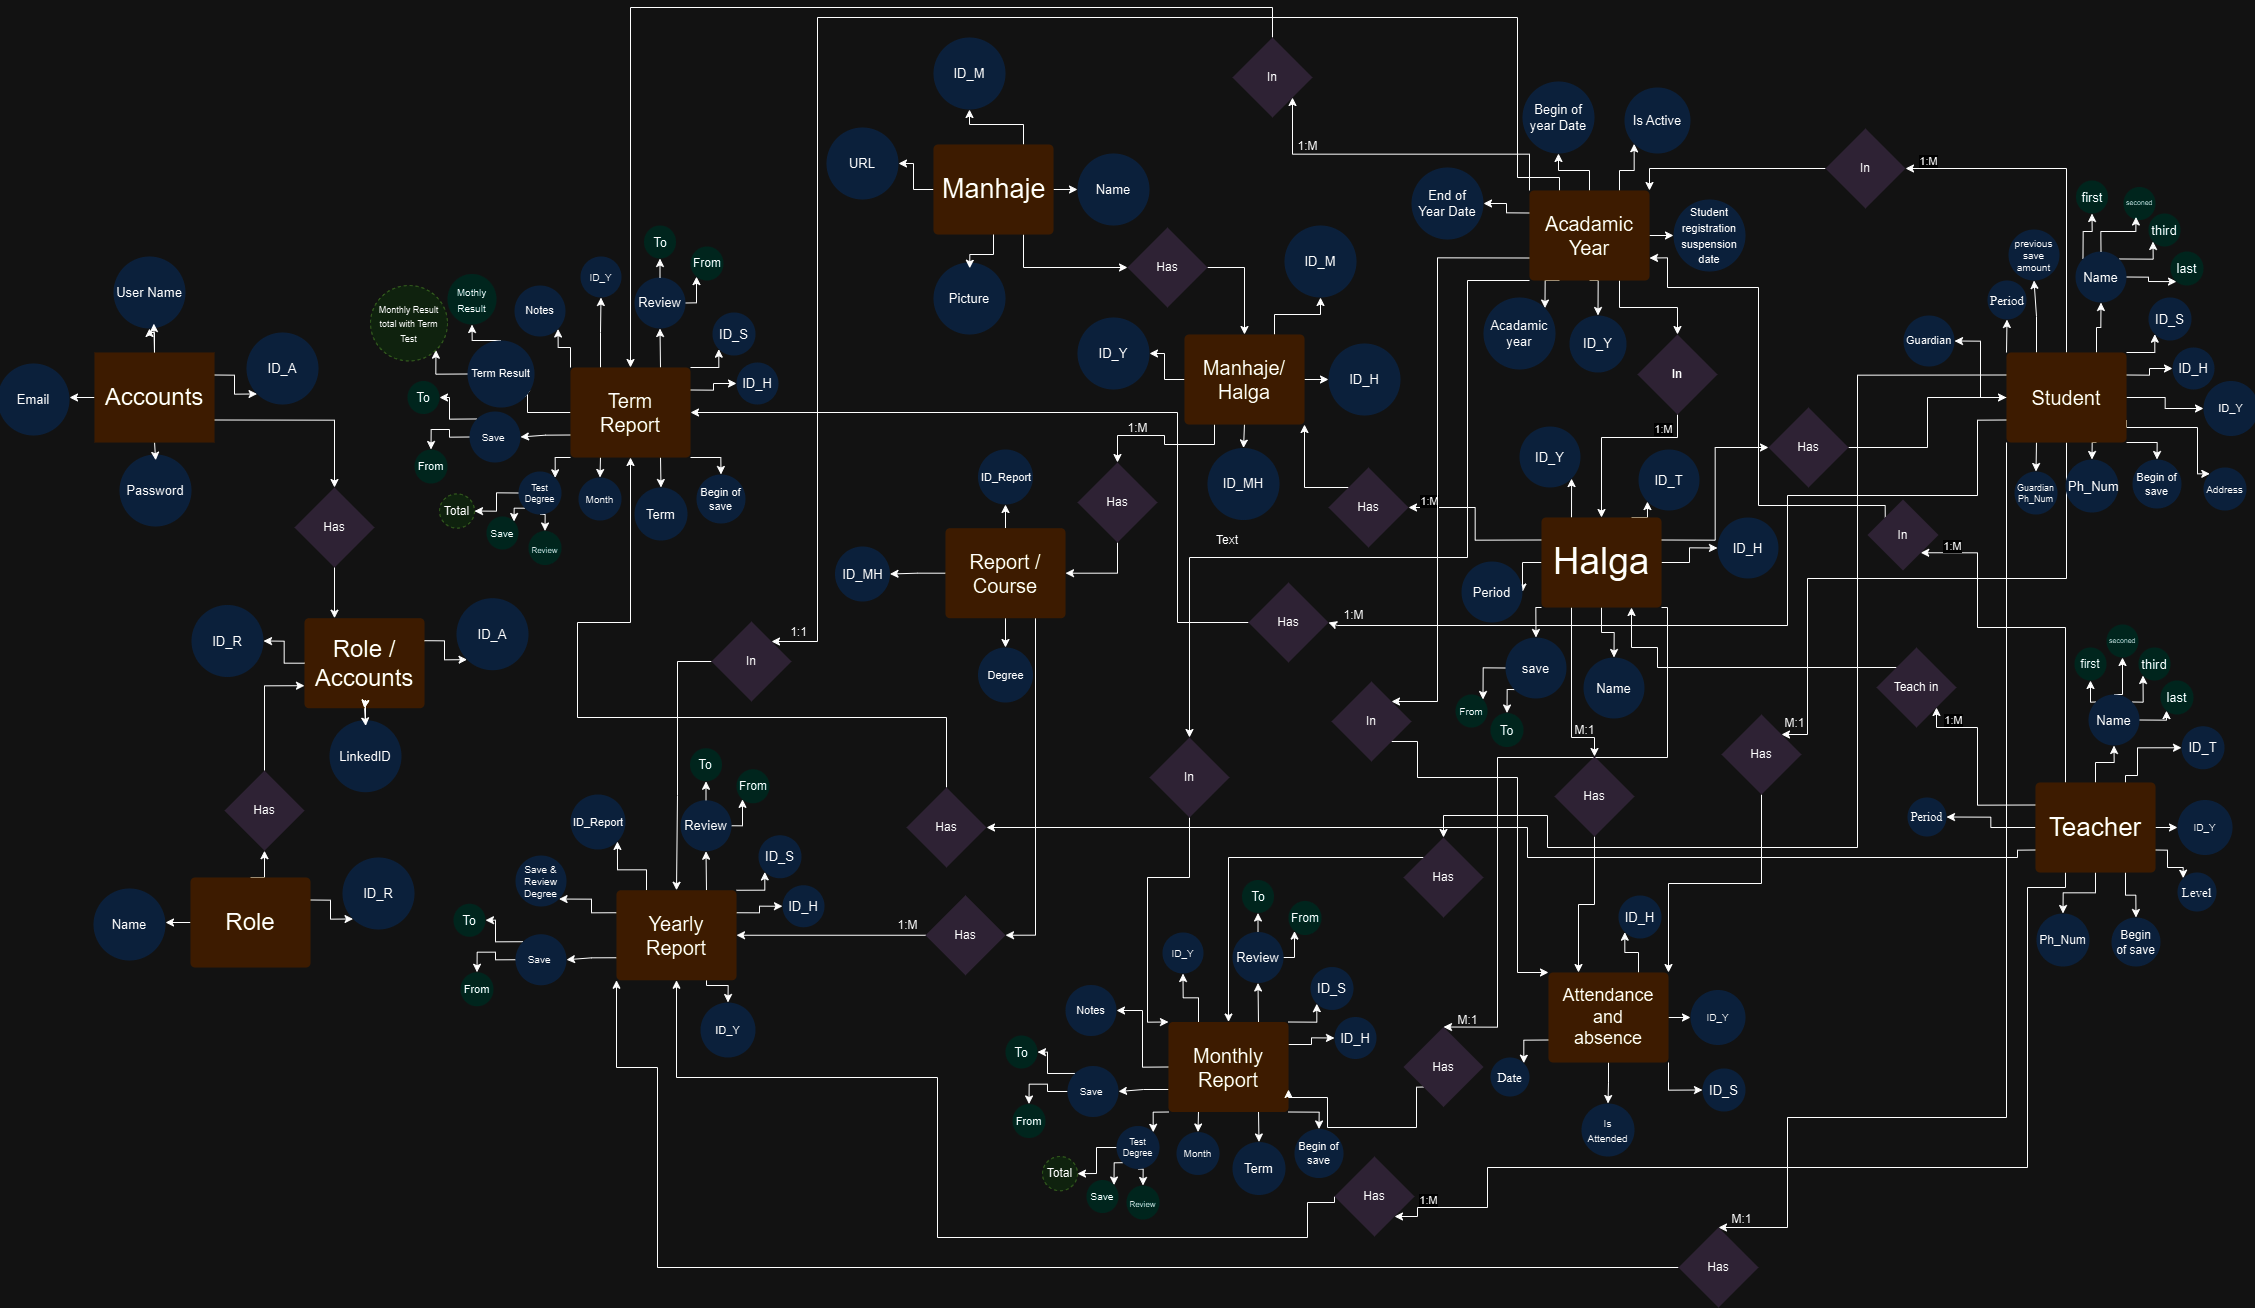 In
1:M
ID_M
URL
Manhaje
Name
Picture
Has
ID_M
ID_Y
Manhaje/
Halga
ID_H
ID_MH
Begin of
year Date
Is Active
End of
Year Date
Acadamic
Year
Student
registration
suspension
date
Acadamic
year
ID_Y
In
1:M
In
1:M
first
seconed
third
last
Name
previous
save
amount
Period
Guardian
ID_S
ID_H
ID_Y
Student
Guardian
Ph_Num
Ph_Num
Begin of
save
Address
User Name
ID_A
Accounts
Email
Password
Has
ID_R
Role /
Accounts
ID_A
LinkedID
Has
Name
Role
ID_R
Monthly Result
total with Term
Test
Mothly
Result
Term Result
Notes
ID_Y
To
From
Review
ID_S
ID_H
Term
Report
To
Save
From
Test
Degree
Total
Save
Review
Month
Term
Begin of
save
1:M
Has
ID_Report
ID_MH
Report /
Course
Degree
Has
1:M
Text
Has
1:M
ID_Y
ID_T
Halga
ID_H
Period
save
From
To
Name
Has
In
1:M
1:1
In
In
In
M:1
Has
M:1
Has
Teach in
1:M
first
seconed
third
last
Name
ID_T
Period
Teacher
ID_Y
Level
Ph_Num
Begin
of save
Has
Has
To
From
Review
ID_Report
ID_S
Save &
Review
Degree
ID_H
Yearly
Report
To
Save
From
ID_Y
1:M
Has
To
From
Review
ID_Y
ID_S
Notes
ID_H
Monthly
Report
To
Save
From
Test
Degree
Total
Save
Review
Month
Term
Begin of
save
M:1
Has
ID_H
Attendance
and
absence
ID_Y
Date
ID_S
Is
Attended
Has
1:M
M:1
Has